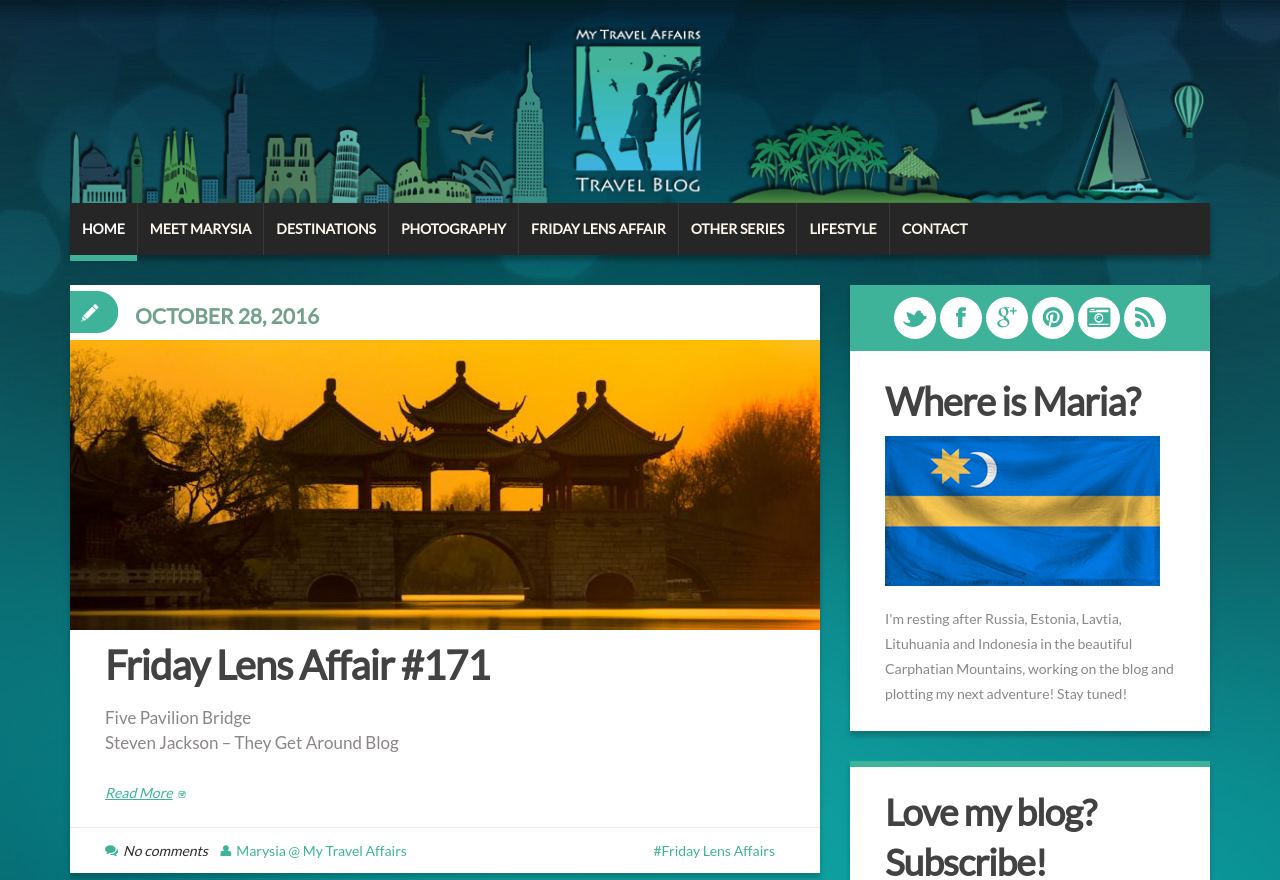 MY TRAVEL AFFAIRS
TRAVEL BLOG
HOME
MEET MARYSIA
DESTINATIONS
PHOTOGRAPHY
FRIDAY LENS AFFAIR
OTHER SERIES
LIFESTYLE
CONTACT
OCTOBER 28, 2016
Friday Lens Affair #171
Five Pavilion Bridge
Steven Jackson – They Get Around Blog
Read More
No comments
Marysia @ My Travel Affairs
#Friday Lens Affairs
Where is Maria?
I'm resting after Russia, Estonia, Lavtia,
Lituhuania and Indonesia in the beautiful
Carphatian Mountains, working on the blog and
plotting my next adventure! Stay tuned!
Love my blog?
Subscribe!